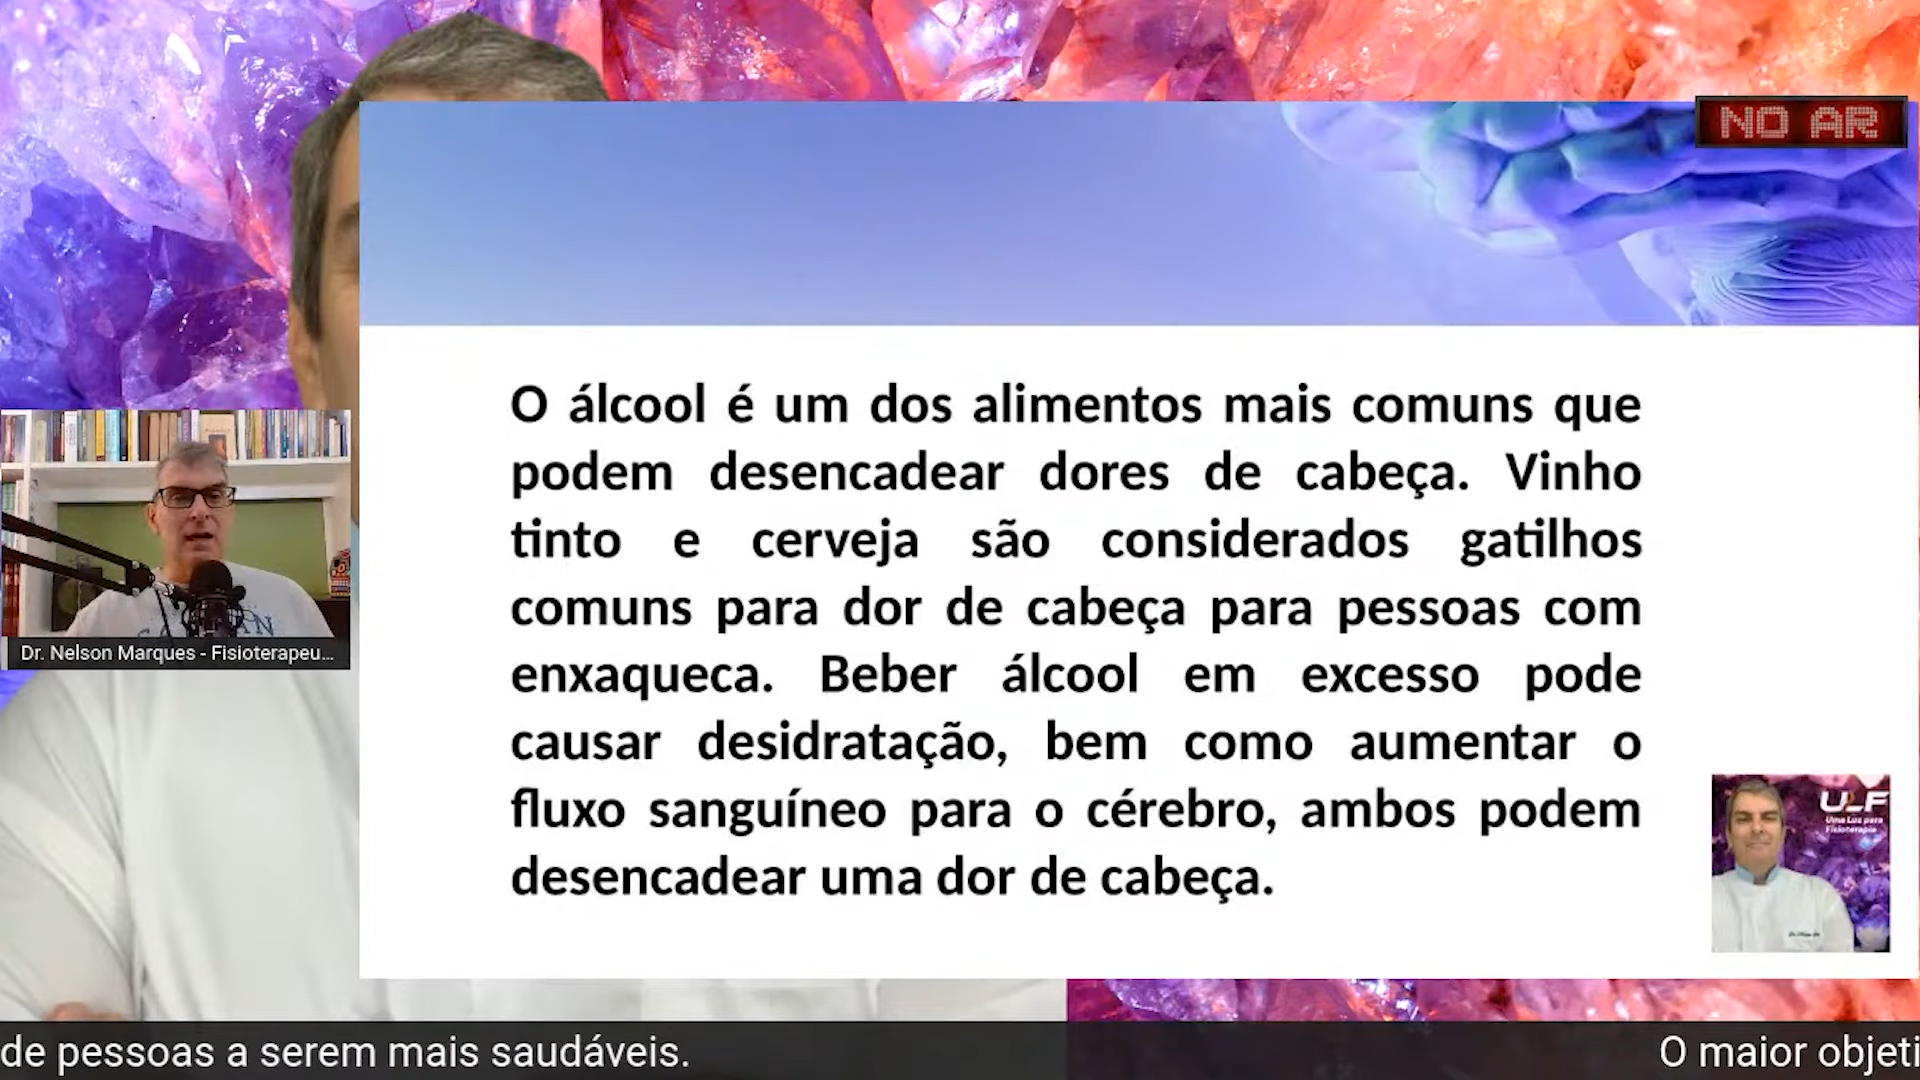 NO AR
O álcool é um dos alimentos mais comuns que
podem desencadear dores de cabeça. Vinho
tinto e cerveja são considerados gatilhos
comuns para dor de cabeça para pessoas com
enxaqueca. Beber álcool em excesso pode
causar desidratação, bem como aumentar o
fluxo sanguíneo para o cérebro, ambos podem
desencadear uma dor de cabeça.
Dr. Nelson Marques - Fisioterapeu...
Uma Luz para
Fisioterapia
de pessoas a serem mais saudáveis.
O maior objeti